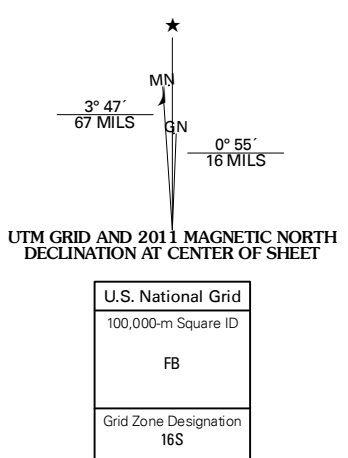 ★
MN
3° 47´
67 MILS
GN
0° 55´
16 MILS
UTM GRID AND 2011 MAGNETIC NORTH
DECLINATION AT CENTER OF SHEET
U.S. National Grid
100,000-m Square ID
FB
Grid Zone Designation
16S